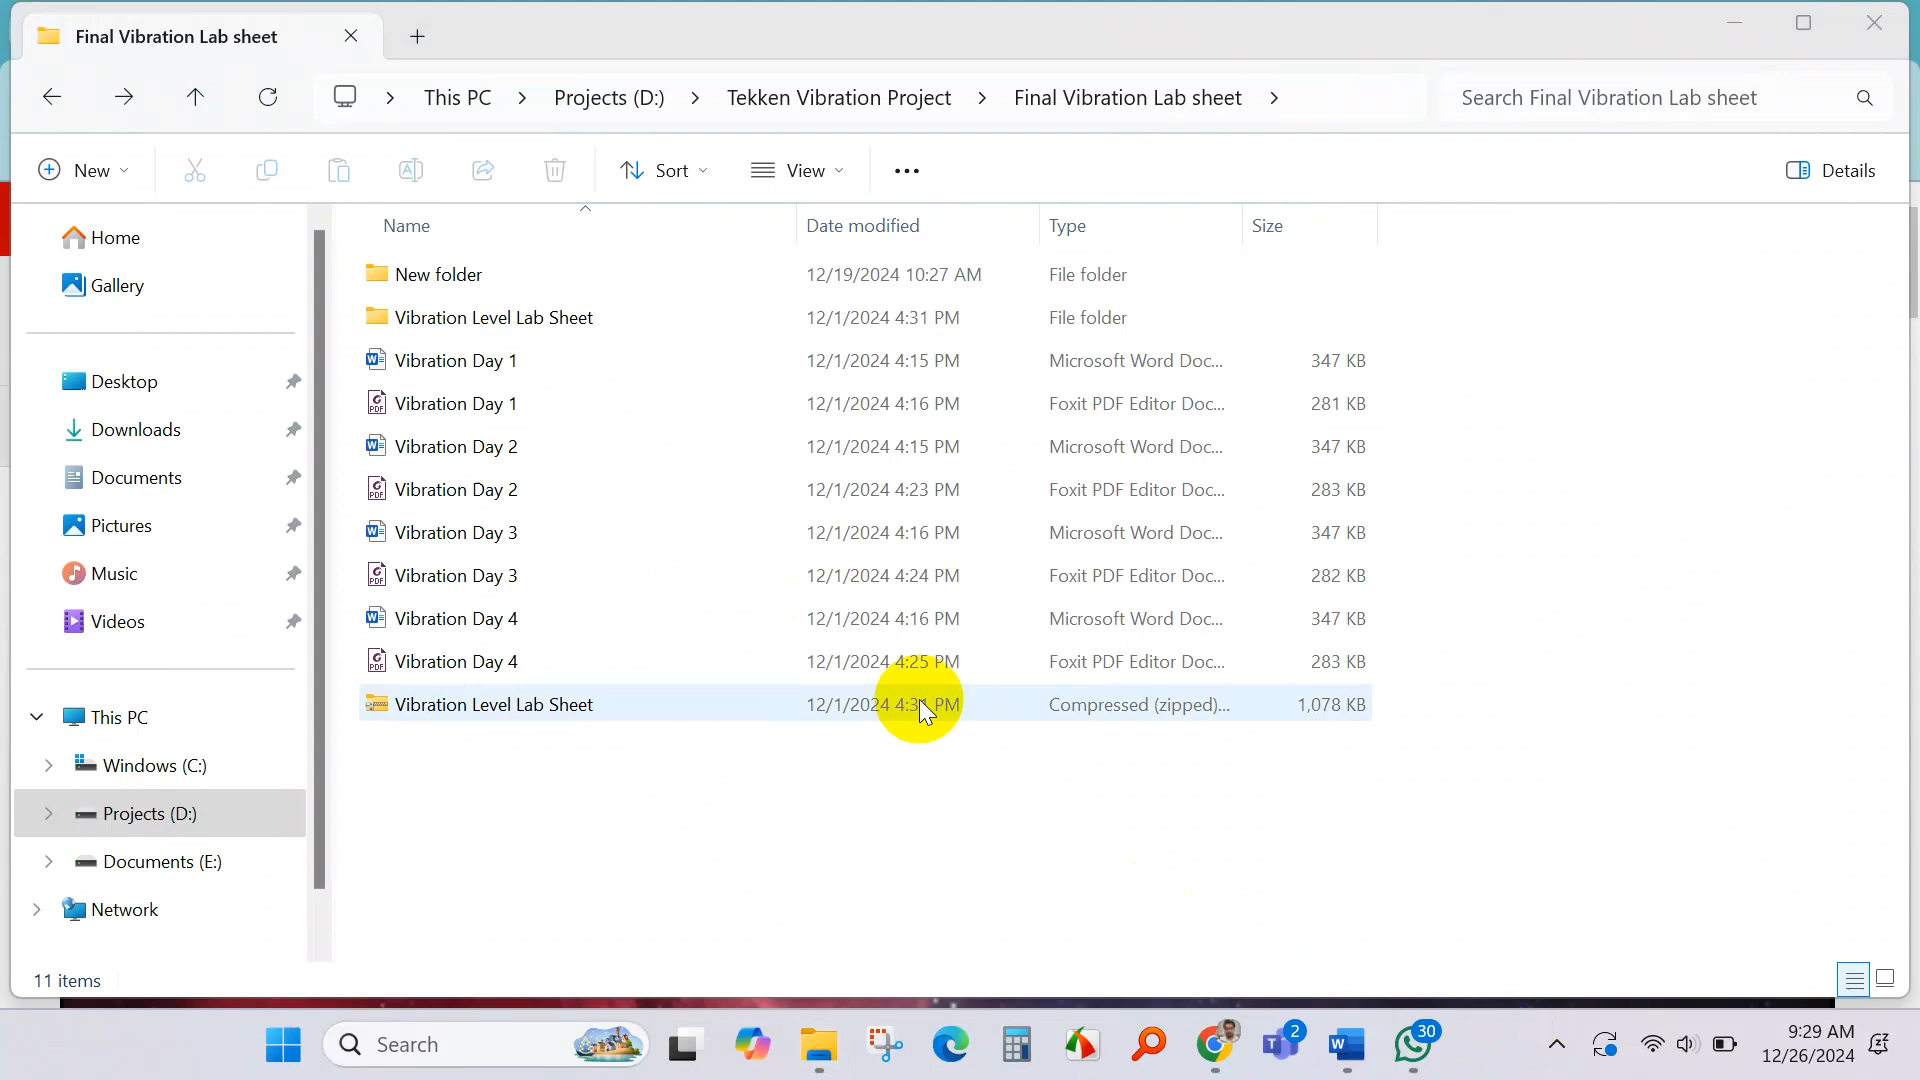 Final Vibration Lab sheet
This PC
Projects (D:)
Tekken Vibration Project
Final Vibration Lab sheet
Search Final Vibration Lab sheet
New
Sort
View
Details
Home
Gallery
Desktop
Downloads
Documents
Pictures
Music
Videos
This PC
Windows (C:)
Projects (D:)
Documents (E:)
Network
Name Date modified Type Size
New folder 12/19/2024 10:27 AM File folder
Vibration Level Lab Sheet 12/1/2024 4:31 PM File folder
Vibration Day 1 12/1/2024 4:15 PM Microsoft Word Doc... 347 KB
Vibration Day 1 12/1/2024 4:16 PM Foxit PDF Editor Doc... 281 KB
Vibration Day 2 12/1/2024 4:15 PM Microsoft Word Doc... 347 KB
Vibration Day 2 12/1/2024 4:23 PM Foxit PDF Editor Doc... 283 KB
Vibration Day 3 12/1/2024 4:16 PM Microsoft Word Doc... 347 KB
Vibration Day 3 12/1/2024 4:24 PM Foxit PDF Editor Doc... 282 KB
Vibration Day 4 12/1/2024 4:16 PM Microsoft Word Doc... 347 KB
Vibration Day 4 12/1/2024 4:25 PM Foxit PDF Editor Doc... 283 KB
Vibration Level Lab Sheet 12/1/2024 4:31 PM Compressed (zipped)... 1,078 KB
11 items
Search
2
30
9:29 AM
12/26/2024